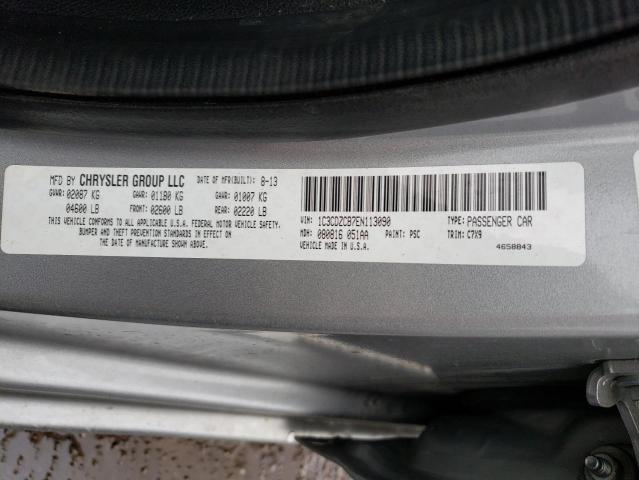 MFD BY CHRYSLER GROUP LLC DATE OF MFR(BUILT) 8-13
GVWR: 02087 KG GAWR: 01180 KG GAWR: 01007 KG
04600 LB FRONT: 02600 LB REAR: 02220 LB
THIS VEHICLE CONFORMS TO ALL APPLICABLE U.S.A. FEDERAL MOTOR VEHICLE SAFETY,
BUMPER AND THEFT PREVENTION STANDARDS IN EFFECT ON
THE DATE OF MANUFACTURE SHOWN ABOVE.
VIN: 1C3CDZCB7EN113090 TYPE: PASSENGER CAR
MDH: 080816 051AA PAINT: PSC TRIM: C7X9
VEHICLE MADE IN U.S.A. 4658843